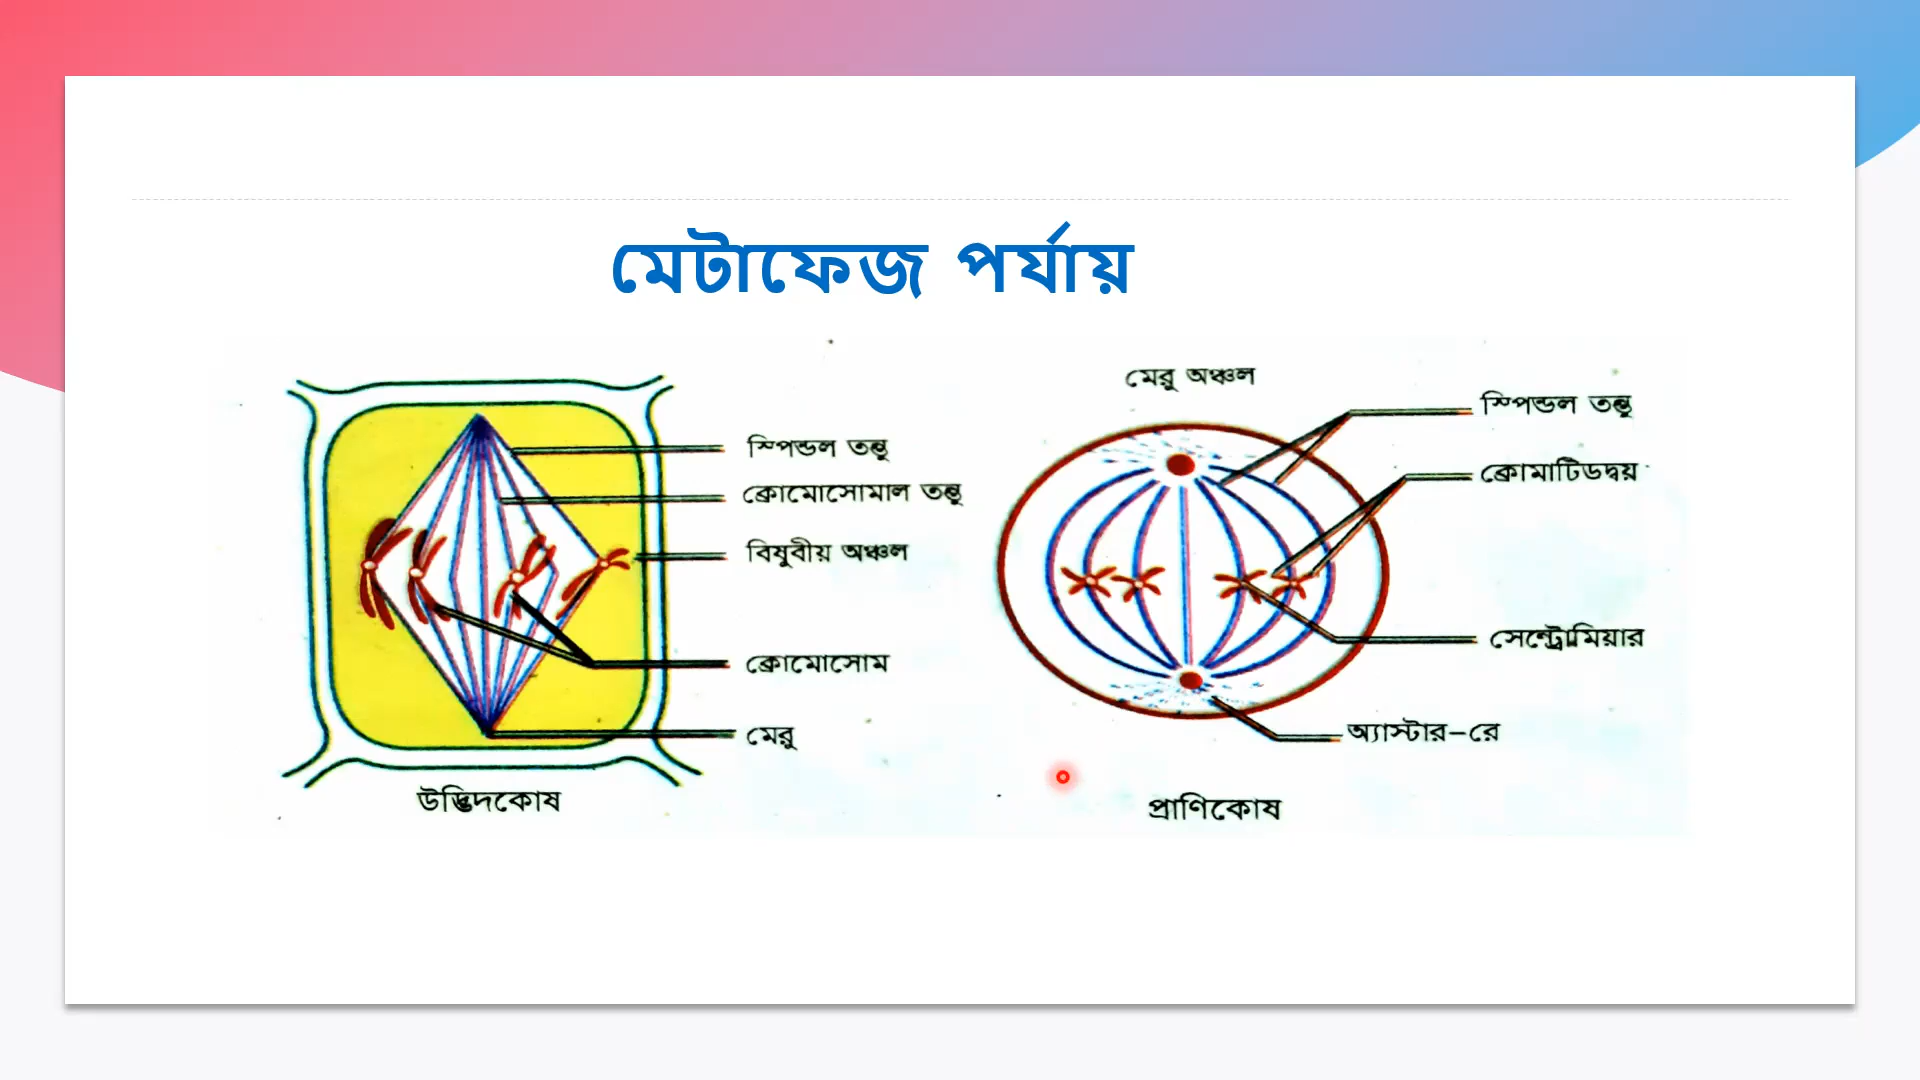 মেটাফেজ পর্যায়
স্পিন্ডল তন্তু
ক্রোমোসোমাল তন্তু
বিষুবীয় অঞ্চল
ক্রোমোসোম
মেরু
উদ্ভিদকোষ
মেরু অঞ্চল
স্পিন্ডল তন্তু
ক্রোমাটিডদ্বয়
সেন্ট্রোমিয়ার
অ্যাস্টার-রে
প্রাণিকোষ